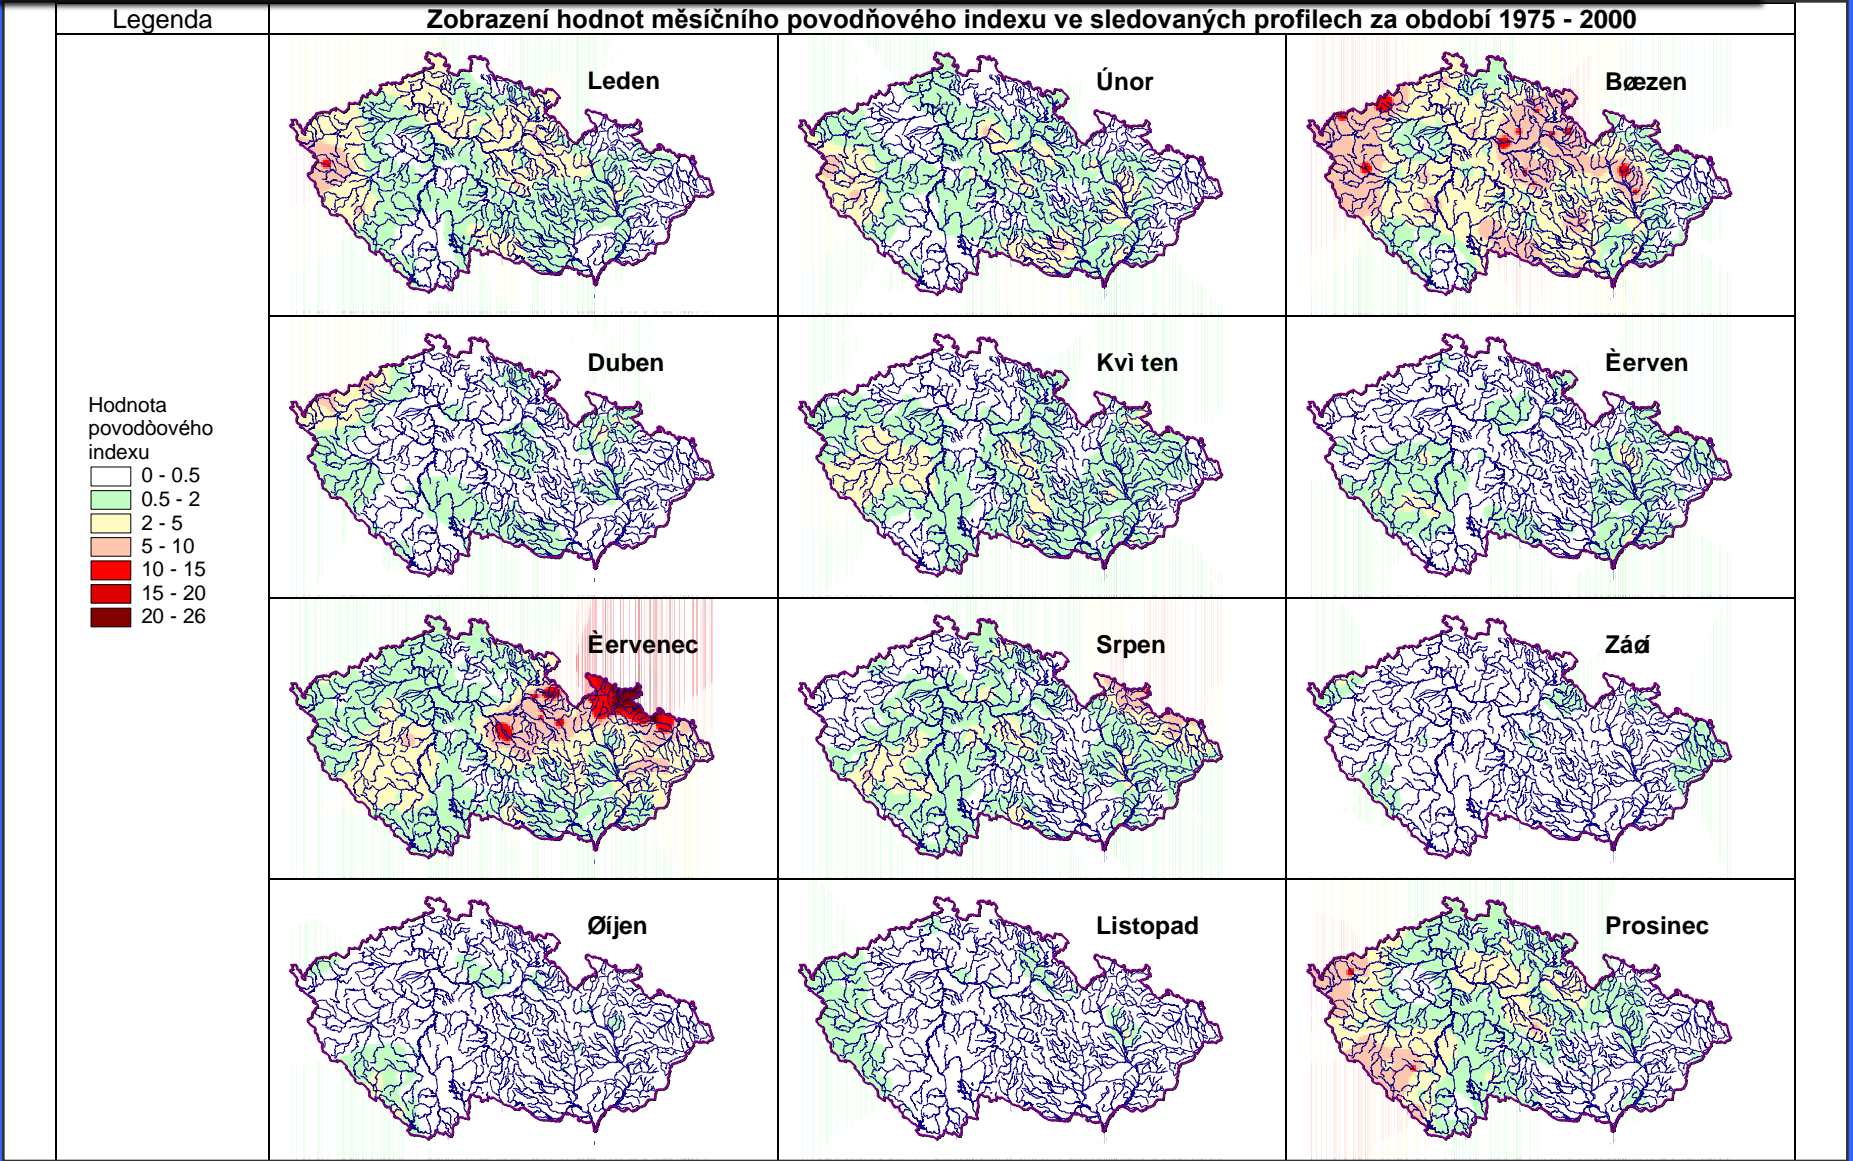 Legenda
Zobrazení hodnot měsíčního povodňového indexu ve sledovaných profilech za období 1975 - 2000
Leden
Únor
Bøezen
Duben
Kvì ten
Èerven
Hodnota
povodòového
indexu
0 - 0.5
0.5 - 2
2 - 5
5 - 10
10 - 15
15 - 20
20 - 26
Èervenec
Srpen
Záøí
Øíjen
Listopad
Prosinec